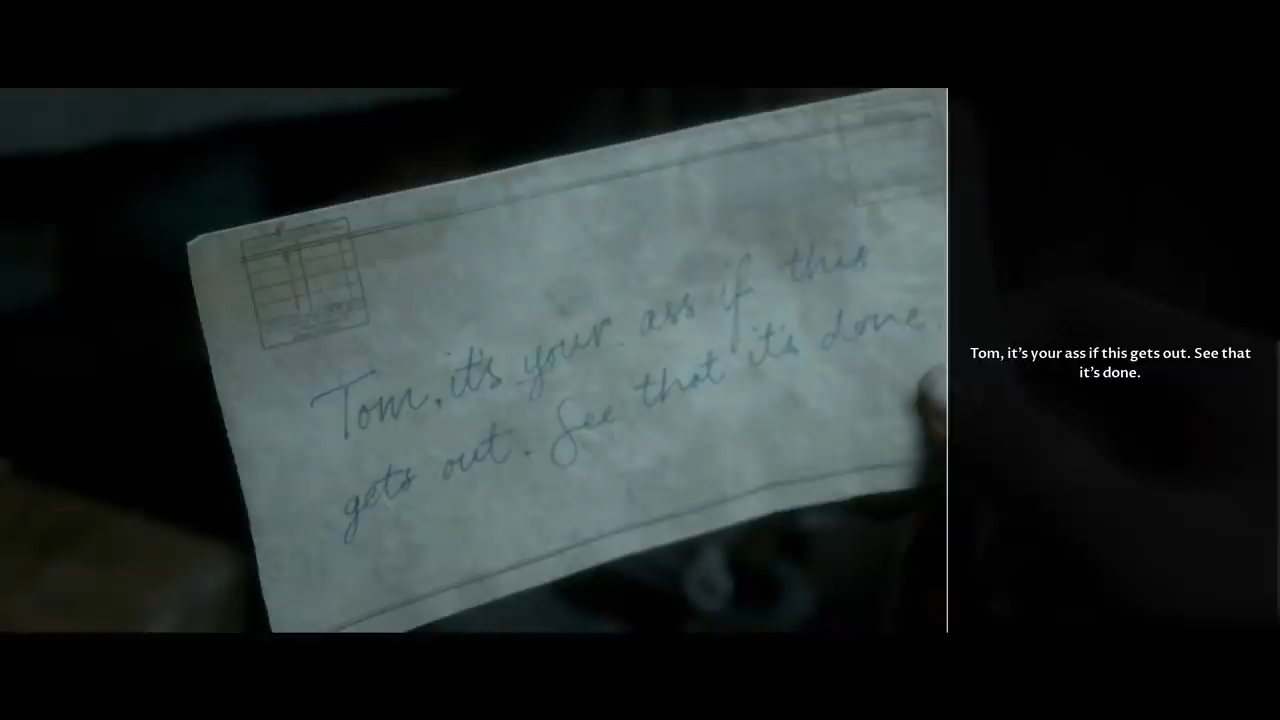 Tom, it's your ass if this
gets out. See that it's done.
Tom, it's your ass if this gets out. See that
it's done.